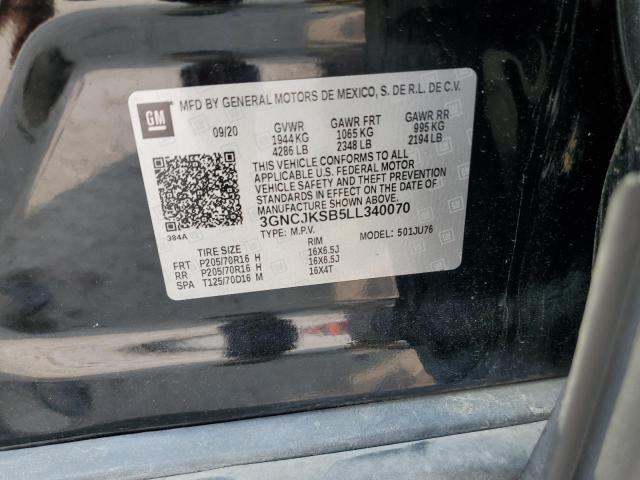 GM
MFD BY GENERAL MOTORS DE MEXICO, S. DE R.L. DE C.V.
09/20 GVWR GAWR FRT GAWR RR
1944 KG 1065 KG 995 KG
4286 LB 2348 LB 2194 LB
THIS VEHICLE CONFORMS TO ALL
APPLICABLE U.S. FEDERAL MOTOR
VEHICLE SAFETY AND THEFT
PREVENTION STANDARDS IN EFFECT
ON THE DATE OF MANUFACTURE
SHOWN ABOVE.
3GNCJKSB5LL340070
384A
TYPE: M.P.V. MODEL: 501JU76
TIRE SIZE RIM
FRT P205/70R16 H 16X6.5J
RR P205/70R16 H 16X6.5J
SPA T125/70D16 M 16X4T